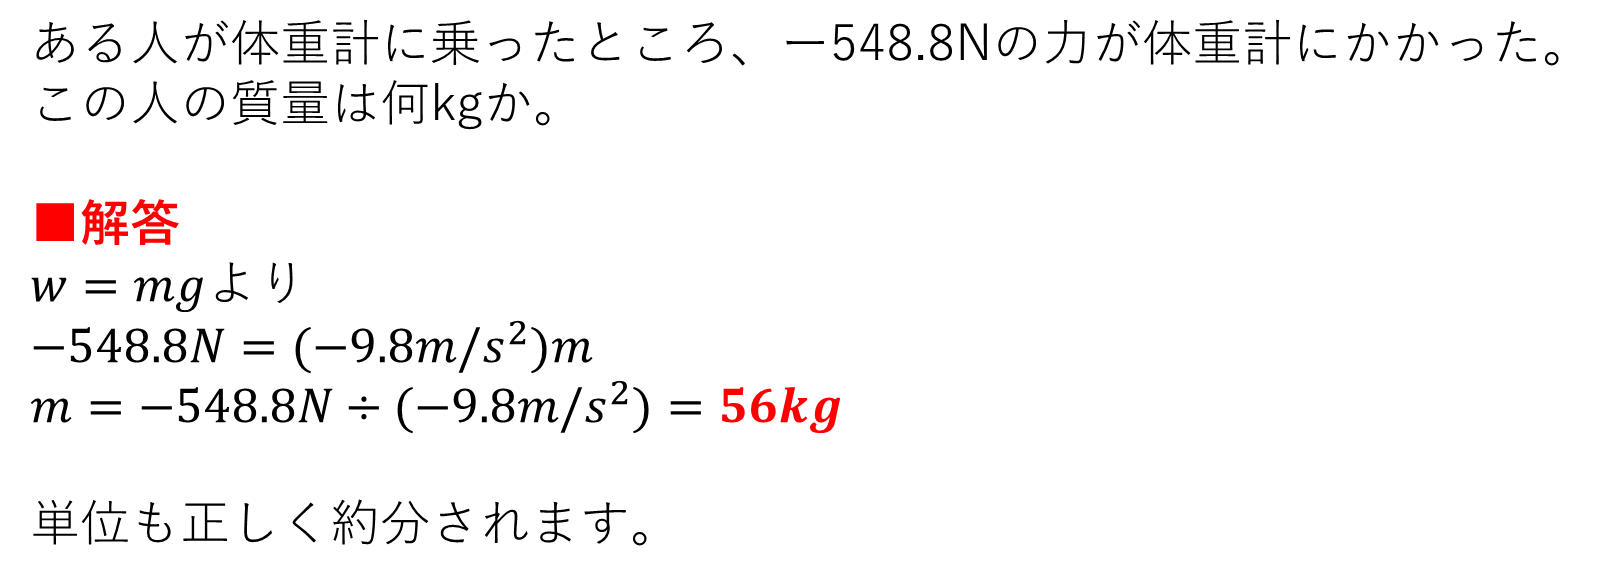 ある人が体重計に乗ったところ、−548.8Nの力が体重計にかかった。
この人の質量は何kgか。
■解答
w = mgより
−548.8N = (−9.8m/s²)m
m = −548.8N ÷ (−9.8m/s²) = 56kg
単位も正しく約分されます。